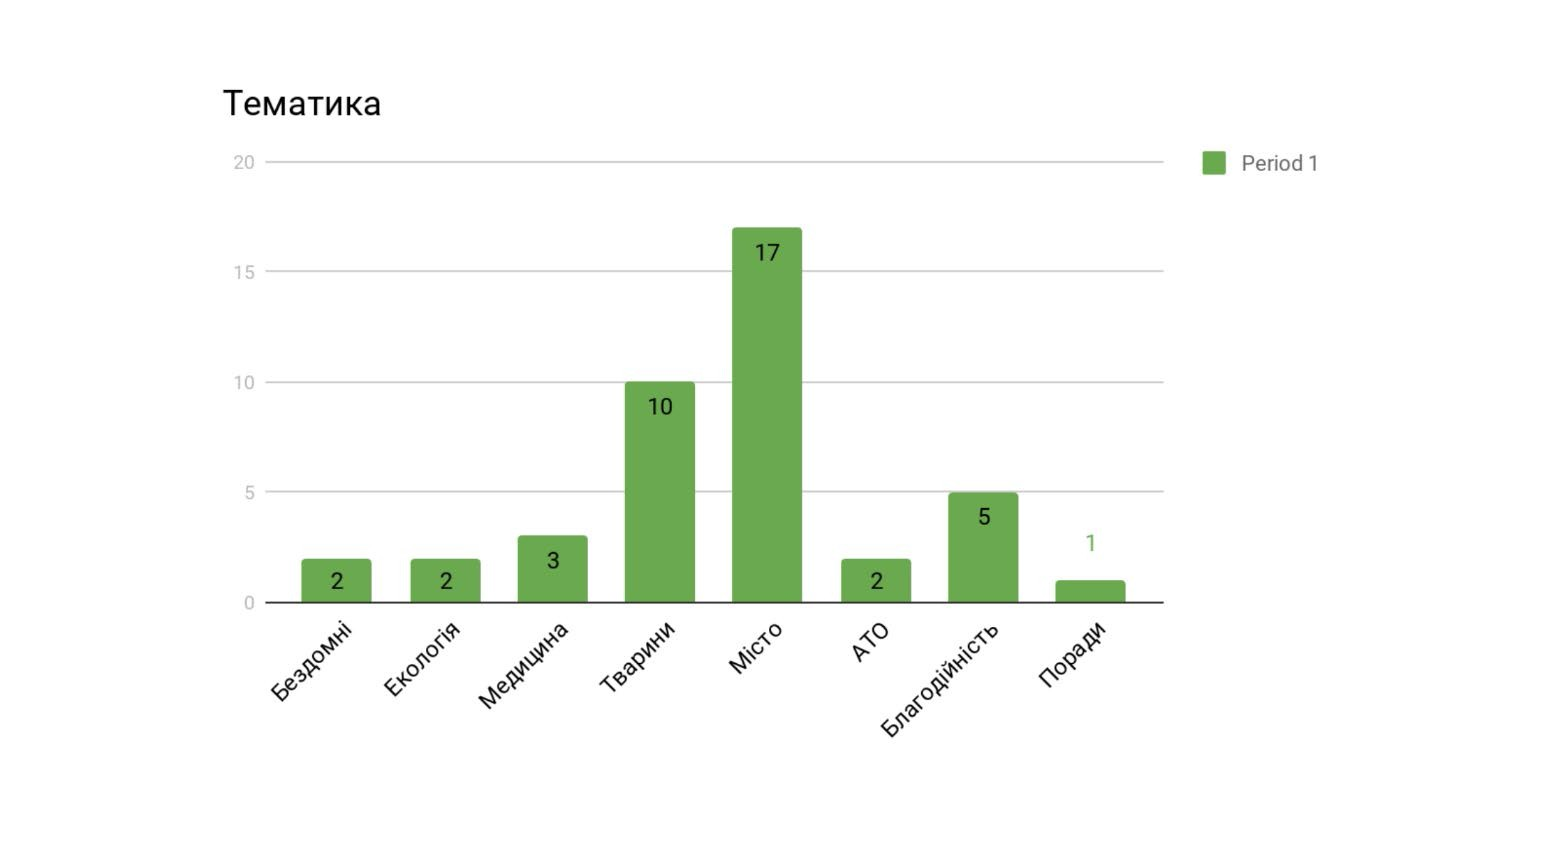 Тематика
20
15
10
5
0
Period 1
2
2
3
10
17
2
5
1
Бездомні
Екологія
Медицина
Тварини
Місто
АТО
Благодійність
Поради